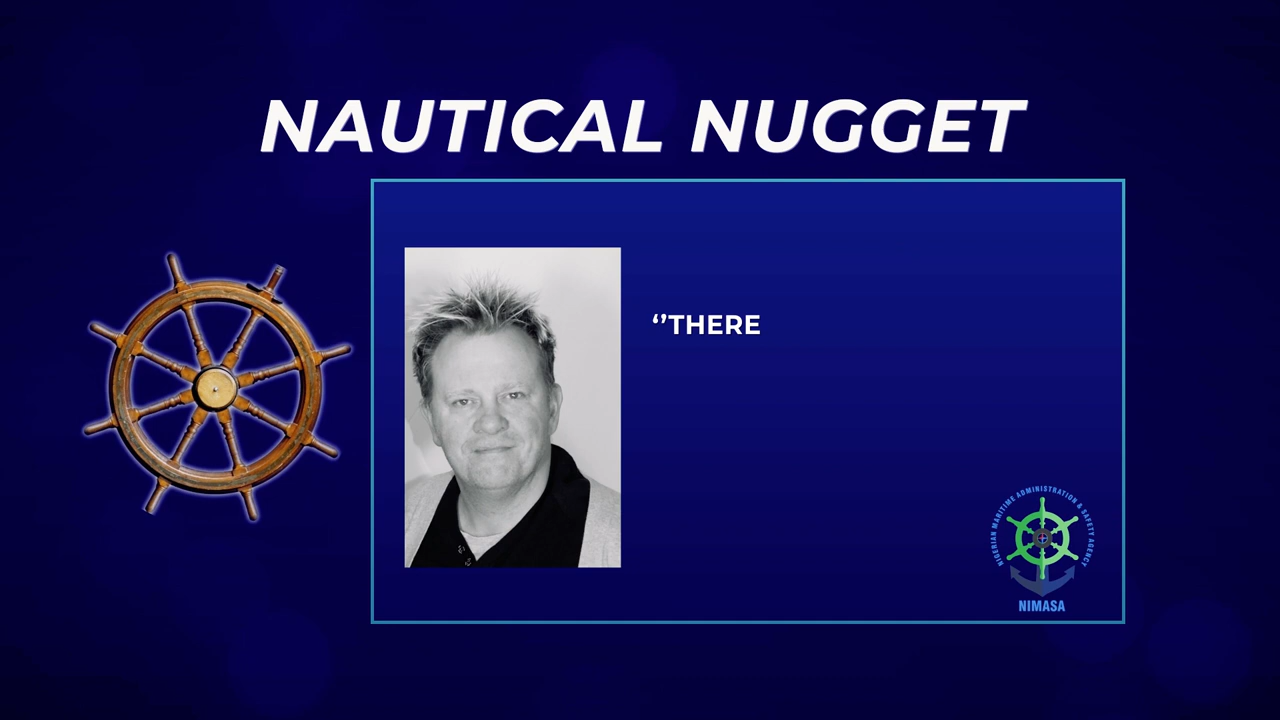 NAUTICAL NUGGET
‘’THERE
NIGERIAN MARITIME ADMINISTRATION & SAFETY AGENCY
NIMASA